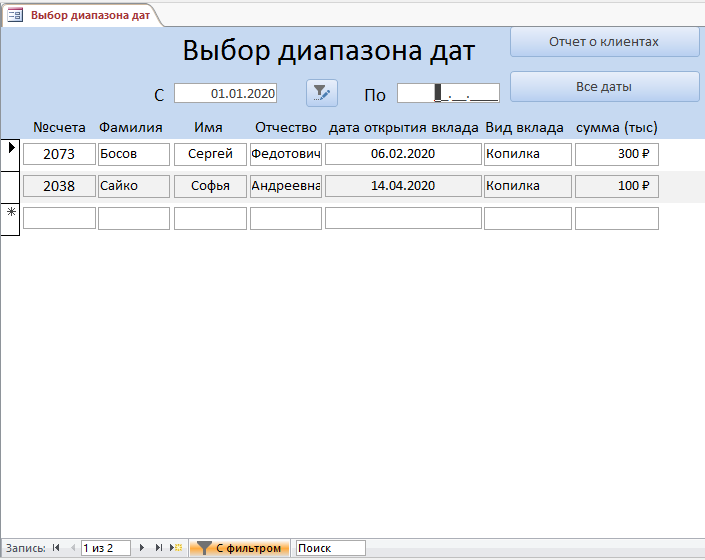 Выбор диапазона дат
Выбор диапазона дат
Отчет о клиентах
С 01.01.2020 По __.__.____
Все даты
№счета Фамилия Имя Отчество дата открытия вклада Вид вклада сумма (тыс)
2073 Босов Сергей Федотович 06.02.2020 Копилка 300 ₽
2038 Сайко Софья Андреевна 14.04.2020 Копилка 100 ₽
Запись: 1 из 2 С фильтром Поиск